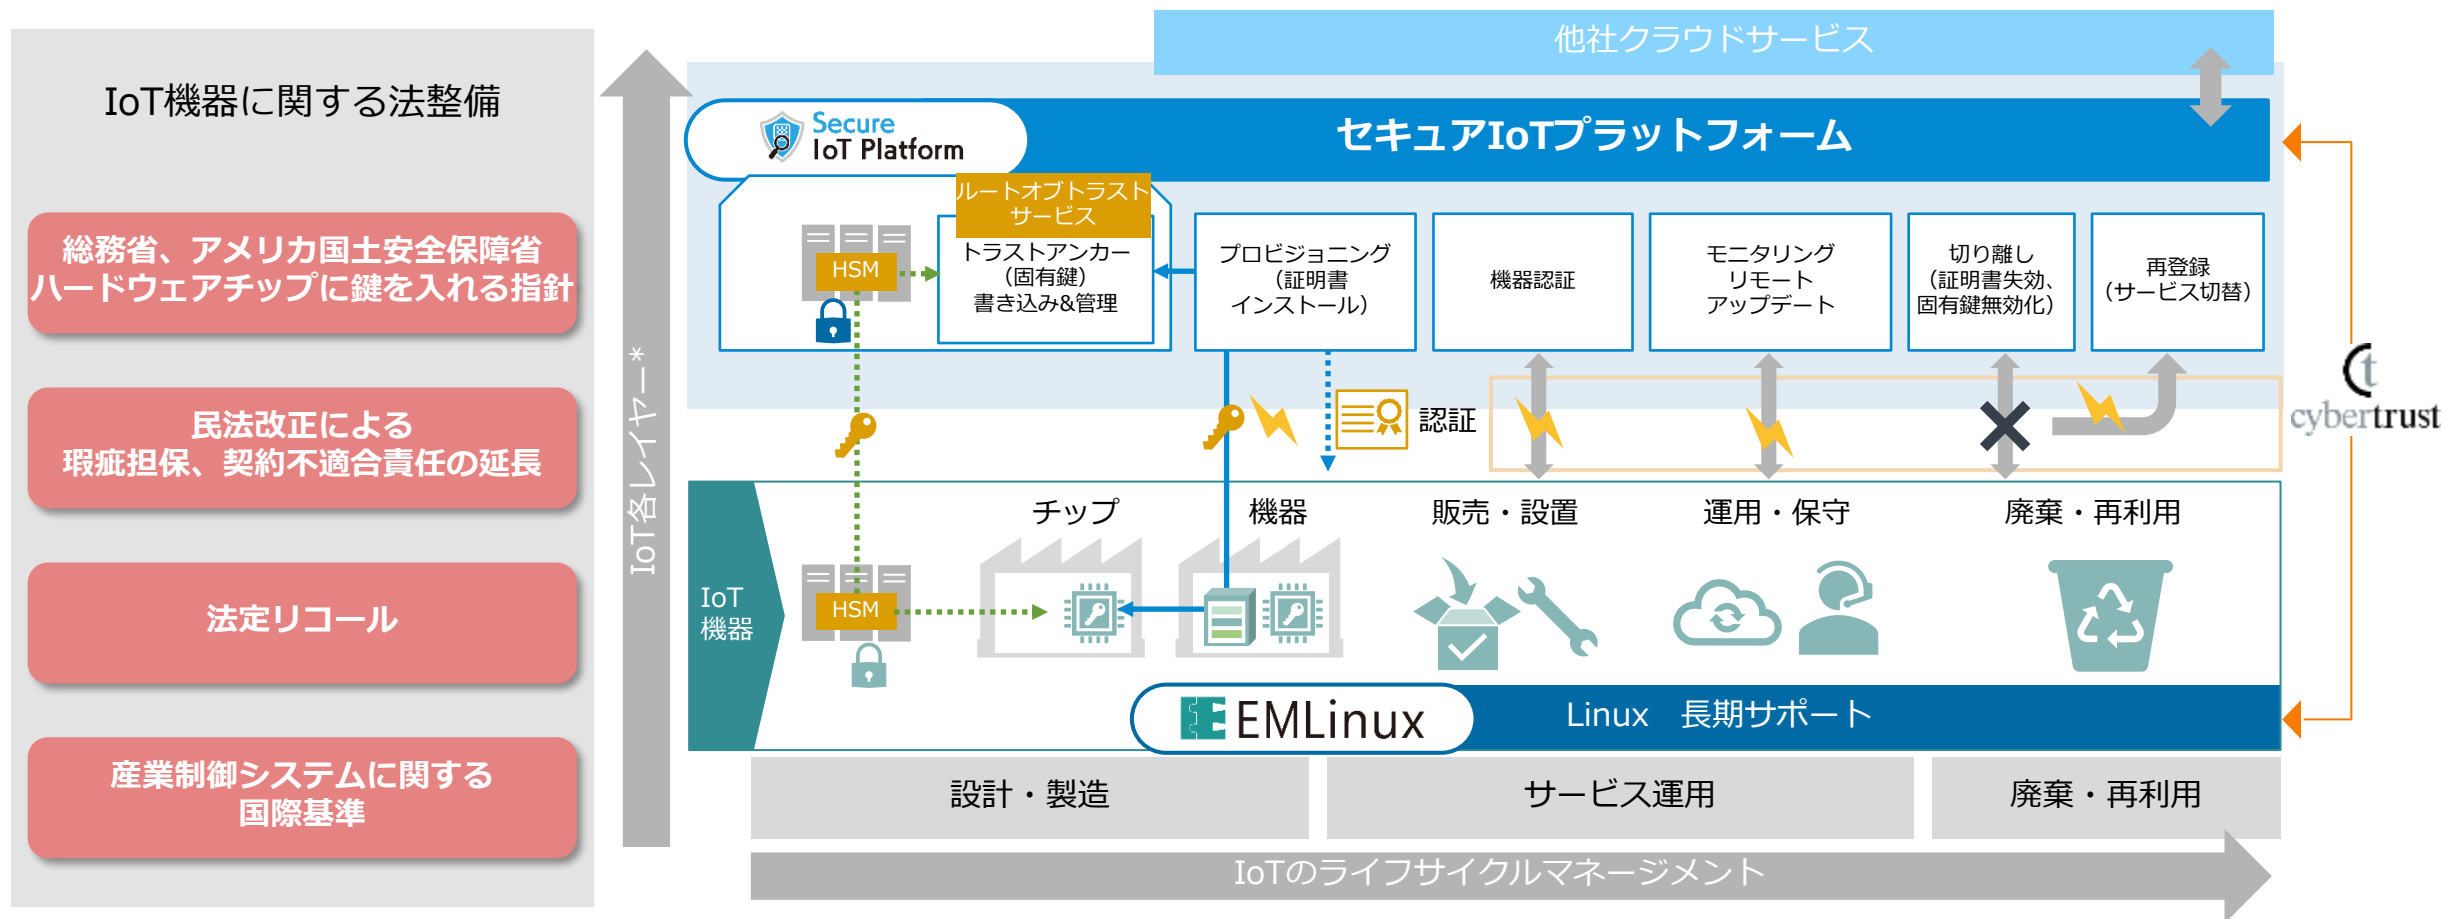 IoT機器に関する法整備
総務省、アメリカ国土安全保障省
ハードウェアチップに鍵を入れる指針
民法改正による
瑕疵担保、契約不適合責任の延長
法定リコール
産業制御システムに関する
国際基準
IoT各レイヤー*
他社クラウドサービス
Secure
IoT Platform
セキュアIoTプラットフォーム
ルートオブトラスト
サービス
HSM
トラストアンカー
（固有鍵）
書き込み&管理
プロビジョニング
（証明書
インストール）
機器認証
モニタリング
リモート
アップデート
切り離し
（証明書失効、
固有鍵無効化）
再登録
（サービス切替）
認証
cybertrust
IoT
機器
HSM
チップ
機器
販売・設置
運用・保守
廃棄・再利用
EMLinux
Linux　長期サポート
設計・製造
サービス運用
廃棄・再利用
IoTのライフサイクルマネージメント